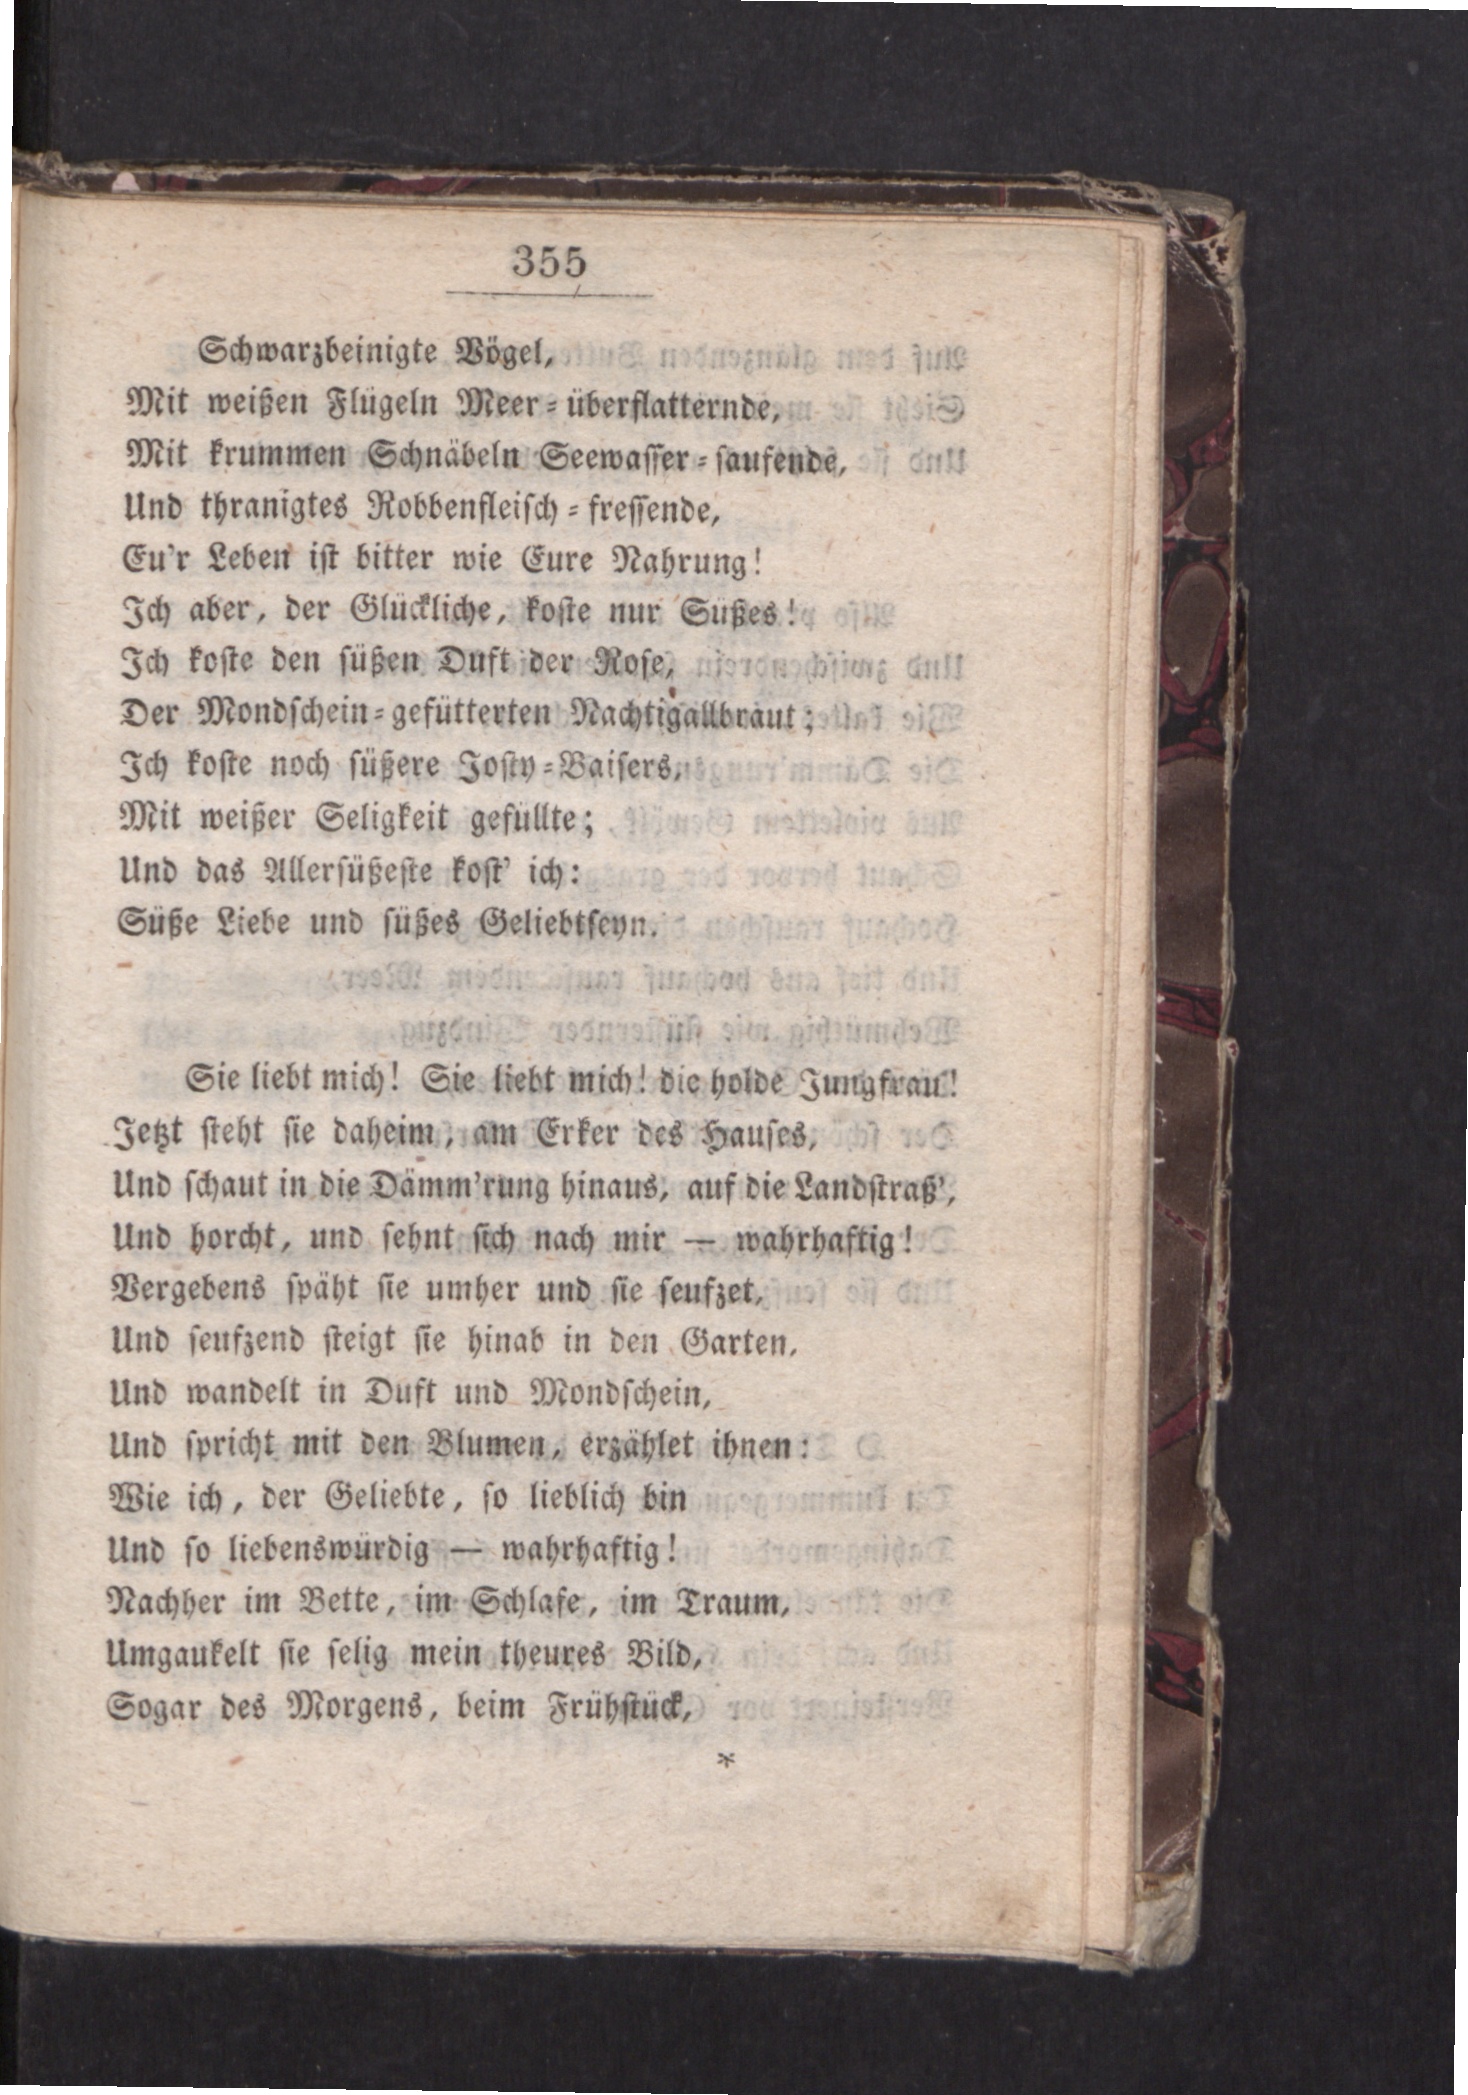 355
Schwarzbeinigte Vögel,
Mit weißen Flügeln Meer-überflatternde,
Mit krummen Schnäbeln Seewasser-saufende,
Und thranigtes Robbenfleisch-fressende,
Eu'r Leben ist bitter wie Eure Nahrung!
Ich aber, der Glückliche, koste nur Süßes!
Ich koste den süßen Duft der Rose,
Der Mondschein-gefütterten Nachtigallbraut;
Ich koste noch süßere Josty-Baisers,
Mit weißer Seligkeit gefüllte;
Und das Allersüßeste kost' ich:
Süße Liebe und süßes Geliebtseyn.
Sie liebt mich! Sie liebt mich! die holde Jungfrau!
Jetzt steht sie daheim, am Erker des Hauses,
Und schaut in die Dämm'rung hinaus, auf die Landstraß',
Und horcht, und sehnt sich nach mir — wahrhaftig!
Vergebens späht sie umher und sie seufzet,
Und seufzend steigt sie hinab in den Garten,
Und wandelt in Duft und Mondschein,
Und spricht mit den Blumen, erzählet ihnen:
Wie ich, der Geliebte, so lieblich bin
Und so liebenswürdig — wahrhaftig!
Nachher im Bette, im Schlafe, im Traum,
Umgaukelt sie selig mein theures Bild,
Sogar des Morgens, beim Frühstück,
*